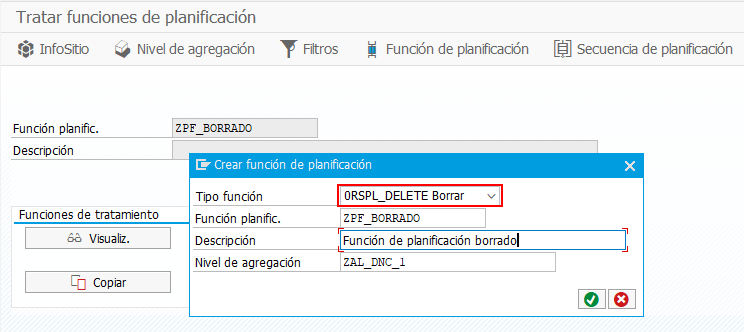 Tratar funciones de planificación
InfoSitio Nivel de agregación Filtros Función de planificación Secuencia de planificación
Función planific. ZPF_BORRADO
Descripción
Crear función de planificación
Tipo función 0RSPL_DELETE Borrar
Función planific. ZPF_BORRADO
Descripción Función de planificación borrado
Nivel de agregación ZAL_DNC_1
Funciones de tratamiento
Visualiz.
Copiar